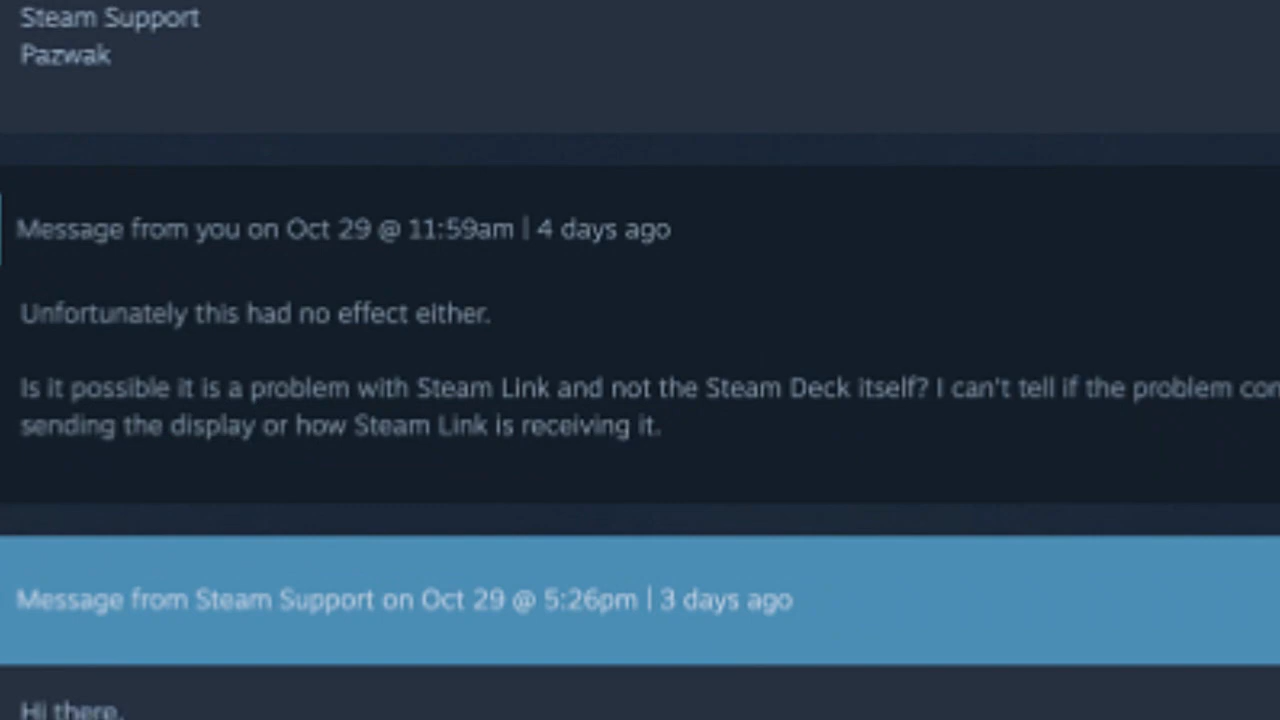 Steam Support
Pazwak
Message from you on Oct 29 @ 11:59am | 4 days ago
Unfortunately this had no effect either.
Is it possible it is a problem with Steam Link and not the Steam Deck itself? I can't tell if the problem
sending the display or how Steam Link is receiving it.
Message from Steam Support on Oct 29 @ 5:26pm | 3 days ago
Hi there,